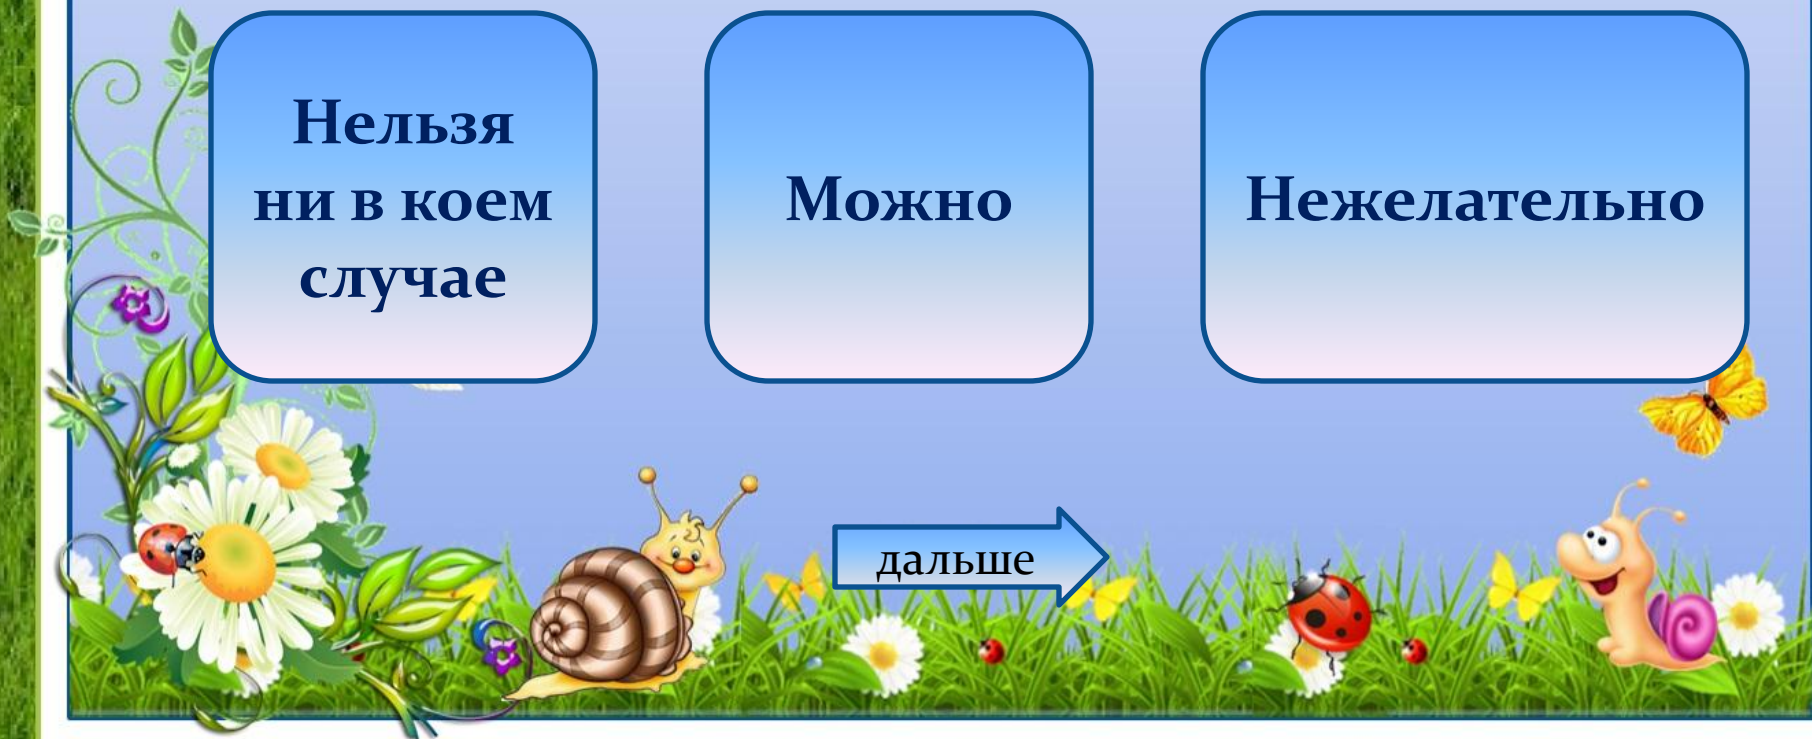 Нельзя
ни в коем
случае
Можно
Нежелательно
дальше